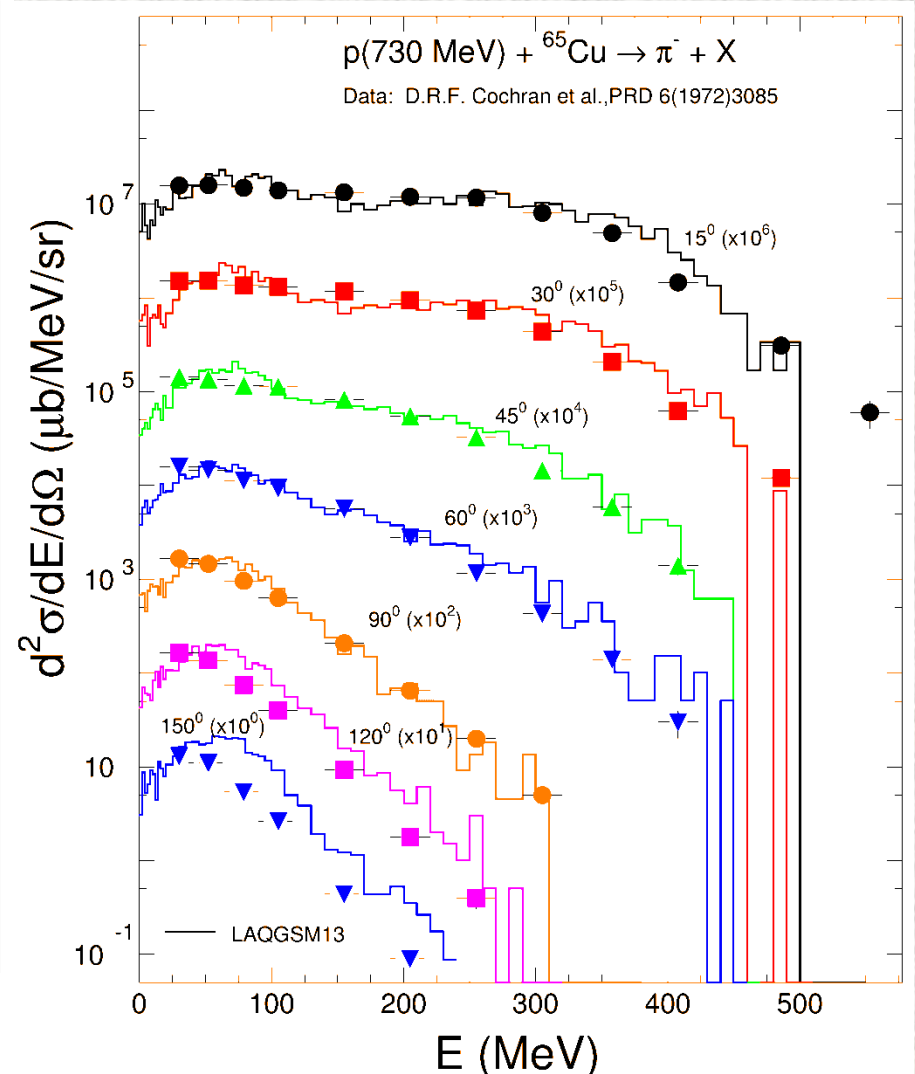 p(730 MeV) + ⁶⁵Cu → π⁻ + X
Data: D.R.F. Cochran et al.,PRD 6(1972)3085
d²σ/dE/dΩ (μb/MeV/sr)
10⁷
10⁵
10³
10
10⁻¹
15⁰ (x10⁶)
30⁰ (x10⁵)
45⁰ (x10⁴)
60⁰ (x10³)
90⁰ (x10²)
120⁰ (x10¹)
150⁰ (x10⁰)
LAQGSM13
0 100 200 300 400 500
E (MeV)